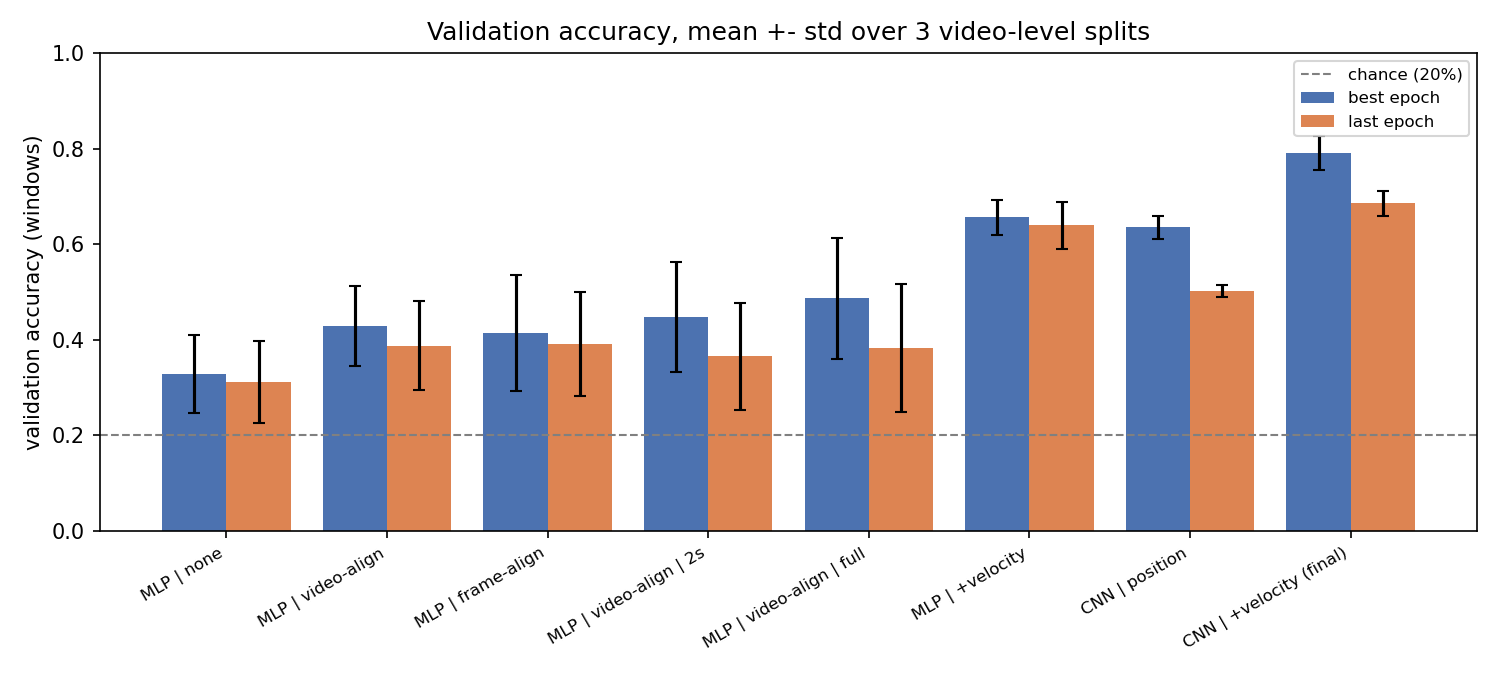 Validation accuracy, mean +- std over 3 video-level splits
chance (20%)
best epoch
last epoch
validation accuracy (windows)
1.0
0.8
0.6
0.4
0.2
0.0
MLP | none
MLP | video-align
MLP | frame-align
MLP | video-align | 2s
MLP | video-align | full
MLP | +velocity
CNN | position
CNN | +velocity (final)